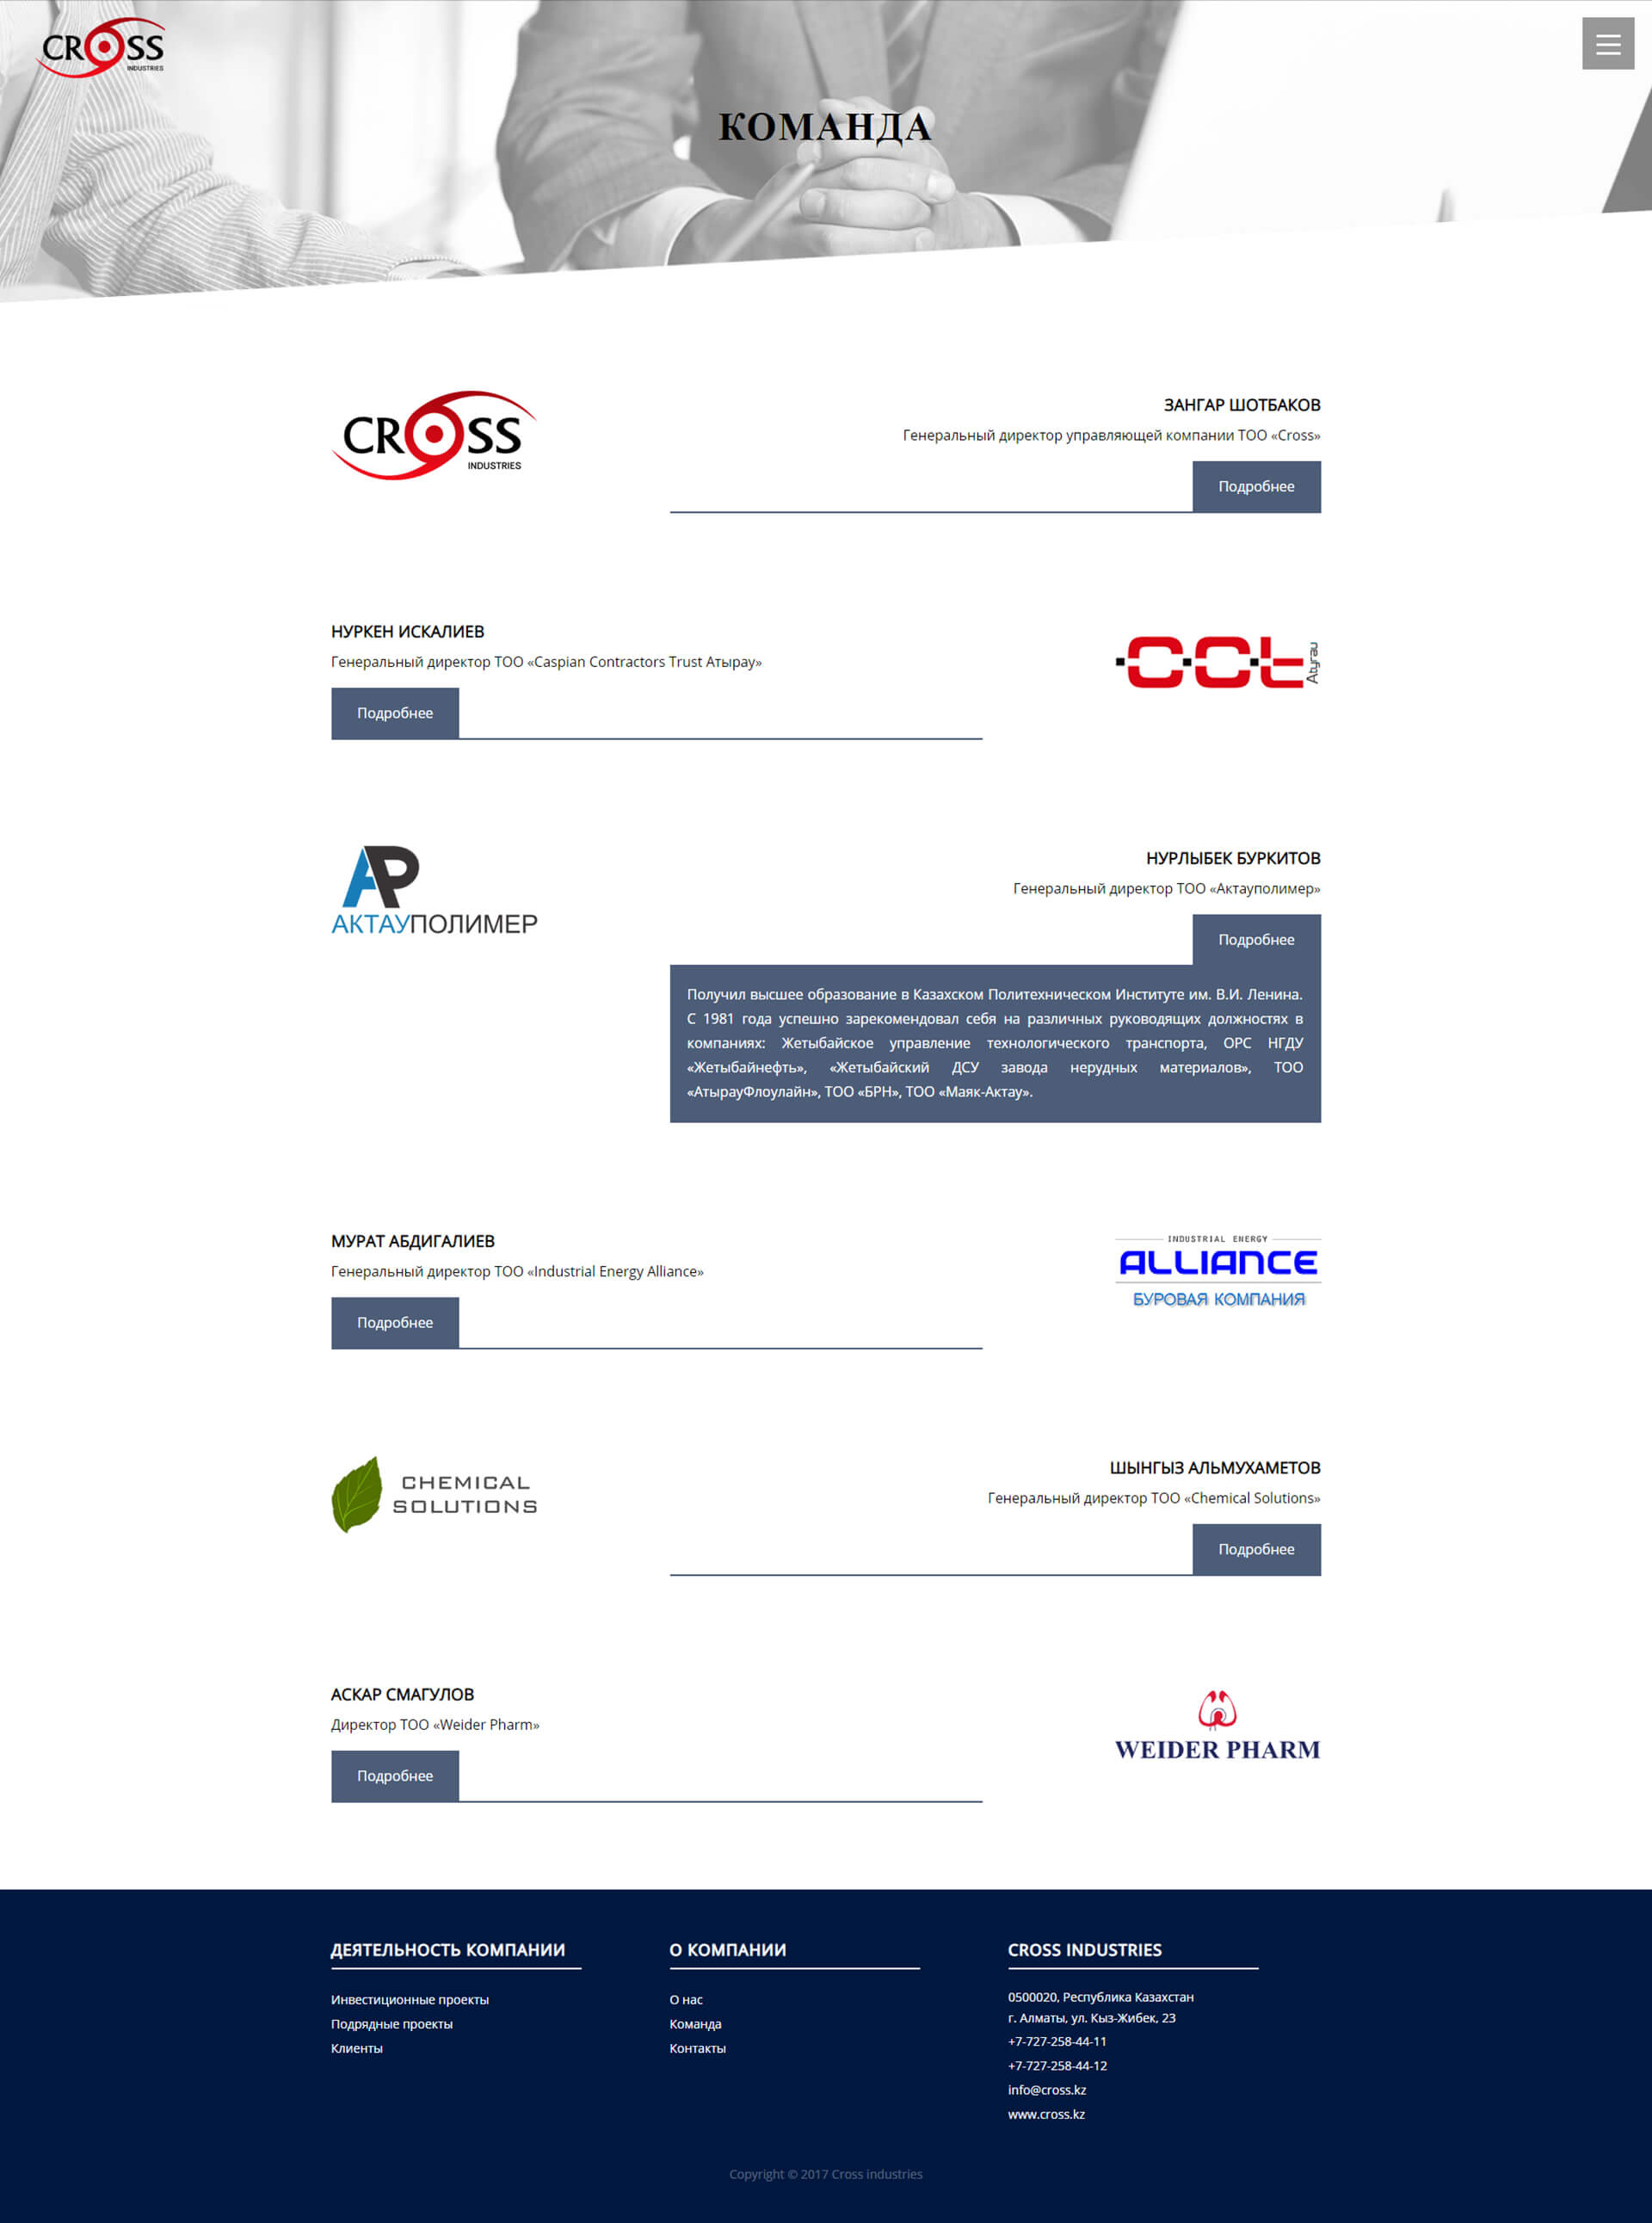 CROSS
INDUSTRIES
КОМАНДА
CROSS
INDUSTRIES
ЗАНГАР ШОТБАКОВ
Генеральный директор управляющей компании ТОО «Cross»
Подробнее
НУРКЕН ИСКАЛИЕВ
Генеральный директор ТОО «Caspian Contractors Trust Атырау»
Подробнее
cct
Atyrau
АР
АКТАУПОЛИМЕР
НУРЛЫБЕК БУРКИТОВ
Генеральный директор ТОО «Актауполимер»
Подробнее
Получил высшее образование в Казахском Политехническом Институте им. В.И. Ленина.
С 1981 года успешно зарекомендовал себя на различных руководящих должностях в
компаниях: Жетыбайское управление технологического транспорта, ОРС НГДУ
«Жетыбайнефть», «Жетыбайский ДСУ завода нерудных материалов», ТОО
«АтырауФлоулайн», ТОО «БРН», ТОО «Маяк-Актау».
МУРАТ АБДИГАЛИЕВ
Генеральный директор ТОО «Industrial Energy Alliance»
Подробнее
INDUSTRIAL ENERGY
ALLIANCE
БУРОВАЯ КОМПАНИЯ
CHEMICAL
SOLUTIONS
ШЫНГЫЗ АЛЬМУХАМЕТОВ
Генеральный директор ТОО «Chemical Solutions»
Подробнее
АСКАР СМАГУЛОВ
Директор ТОО «Weider Pharm»
Подробнее
WEIDER PHARM
ДЕЯТЕЛЬНОСТЬ КОМПАНИИ
Инвестиционные проекты
Подрядные проекты
Клиенты
О КОМПАНИИ
О нас
Команда
Контакты
CROSS INDUSTRIES
0500020, Республика Казахстан
г. Алматы, ул. Кыз-Жибек, 23
+7-727-258-44-11
+7-727-258-44-12
info@cross.kz
www.cross.kz
Copyright © 2017 Cross industries